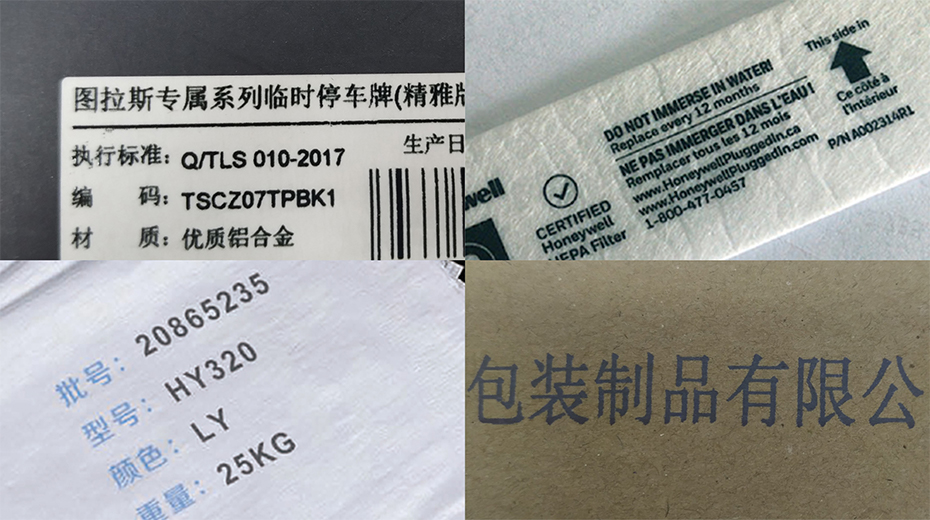 图拉斯专属系列临时停车牌(精雅版
执行标准：Q/TLS 010-2017
生产日
编 码：TSCZ07TPBK1
材 质：优质铝合金
This side in
DO NOT IMMERSE IN WATER!
Replace every 12 months
NE PAS IMMERGER DANS L'EAU !
Remplacer tous les 12 mois
www.HoneywellPluggedIn.ca
www.HoneywellPluggedIn.com
1-800-477-0457
Ce côté à
l'intérieur
P/N A002314R1
well
CERTIFIED
Honeywell
HEPA Filter
批号：20865235
型号：HY320
颜色：LY
重量：25KG
包装制品有限公